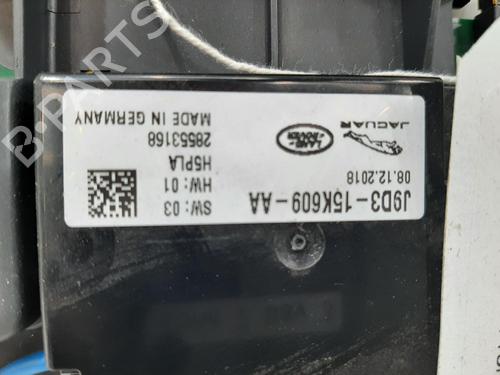 J9D3-15K609-AA
08.12.2018
JAGUAR
LAND ROVER
SW: 03
HW: 01
H5PLA
28553168
MADE IN GERMANY
B-PARTS